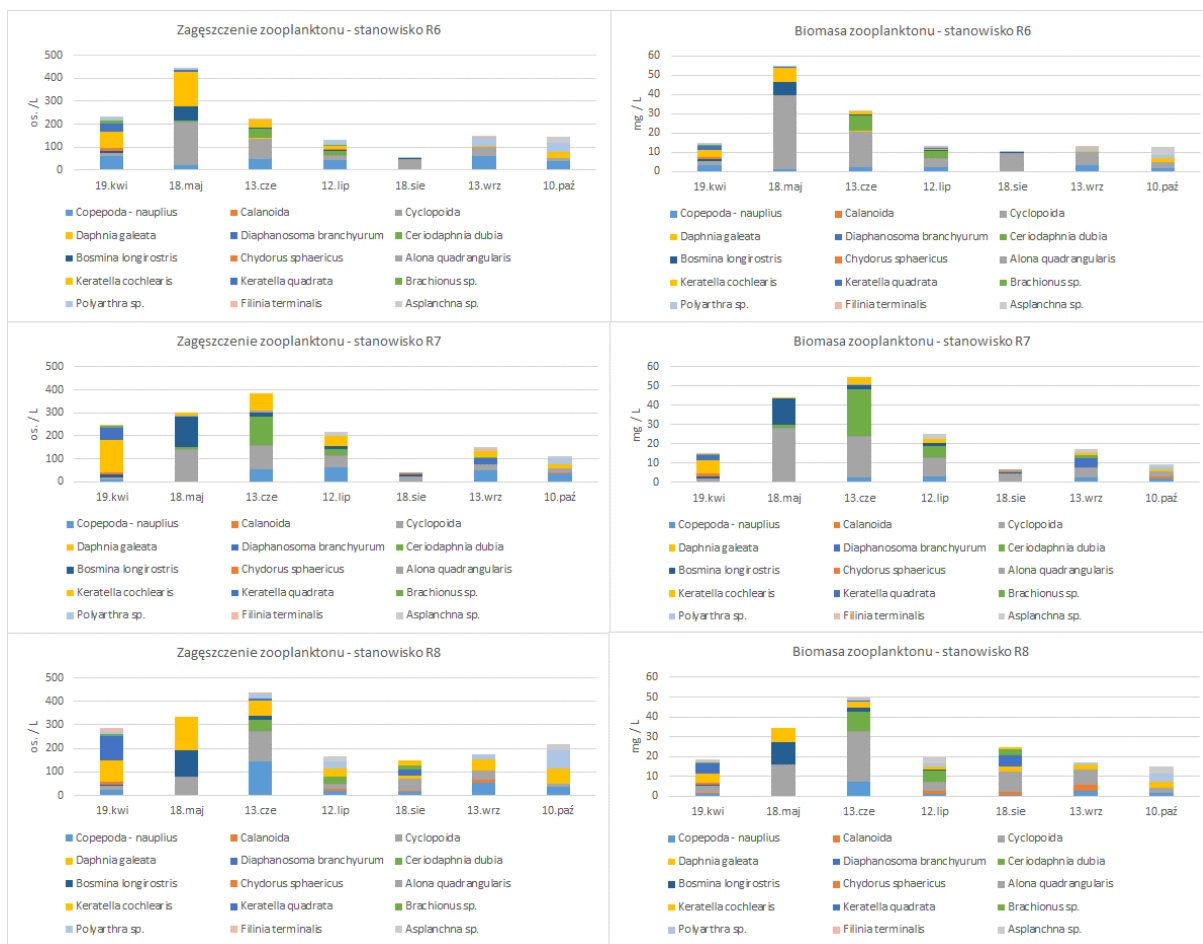 Zagęszczenie zooplanktonu - stanowisko R6
500
400
300
200
100
0
os. /L
19.kwi 18.maj 13.cze 12.lip 18.sie 13.wrz 10.paź
Copepoda - nauplius Calanoida Cyclopoida
Daphnia galeata Diaphanosoma branchyurum Ceriodaphnia dubia
Bosmina longirostris Chydorus sphaericus Alona quadrangularis
Keratella cochlearis Keratella quadrata Brachionus sp.
Polyarthra sp. Filinia terminalis Asplanchna sp.
Biomasa zooplanktonu - stanowisko R6
60
50
40
30
20
10
0
mg / L
19.kwi 18.maj 13.cze 12.lip 18.sie 13.wrz 10.paź
Copepoda - nauplius Calanoida Cyclopoida
Daphnia galeata Diaphanosoma branchyurum Ceriodaphnia dubia
Bosmina longirostris Chydorus sphaericus Alona quadrangularis
Keratella cochlearis Keratella quadrata Brachionus sp.
Polyarthra sp. Filinia terminalis Asplanchna sp.
Zagęszczenie zooplanktonu - stanowisko R7
500
400
300
200
100
0
os. / L
19.kwi 18.maj 13.cze 12.lip 18.sie 13.wrz 10.paź
Copepoda - nauplius Calanoida Cyclopoida
Daphnia galeata Diaphanosoma branchyurum Ceriodaphnia dubia
Bosmina longirostris Chydorus sphaericus Alona quadrangularis
Keratella cochlearis Keratella quadrata Brachionus sp.
Polyarthra sp. Filinia terminalis Asplanchna sp.
Biomasa zooplanktonu - stanowisko R7
60
50
40
30
20
10
0
mg / L
19.kwi 18.maj 13.cze 12.lip 18.sie 13.wrz 10.paź
Copepoda - nauplius Calanoida Cyclopoida
Daphnia galeata Diaphanosoma branchyurum Ceriodaphnia dubia
Bosmina longirostris Chydorus sphaericus Alona quadrangularis
Keratella cochlearis Keratella quadrata Brachionus sp.
Polyarthra sp. Filinia terminalis Asplanchna sp.
Zagęszczenie zooplanktonu - stanowisko R8
500
400
300
200
100
0
os. / L
19.kwi 18.maj 13.cze 12.lip 18.sie 13.wrz 10.paź
Copepoda - nauplius Calanoida Cyclopoida
Daphnia galeata Diaphanosoma branchyurum Ceriodaphnia dubia
Bosmina longirostris Chydorus sphaericus Alona quadrangularis
Keratella cochlearis Keratella quadrata Brachionus sp.
Polyarthra sp. Filinia terminalis Asplanchna sp.
Biomasa zooplanktonu - stanowisko R8
60
50
40
30
20
10
0
mg / L
19.kwi 18.maj 13.cze 12.lip 18.sie 13.wrz 10.paź
Copepoda - nauplius Calanoida Cyclopoida
Daphnia galeata Diaphanosoma branchyurum Ceriodaphnia dubia
Bosmina longirostris Chydorus sphaericus Alona quadrangularis
Keratella cochlearis Keratella quadrata Brachionus sp.
Polyarthra sp. Filinia terminalis Asplanchna sp.